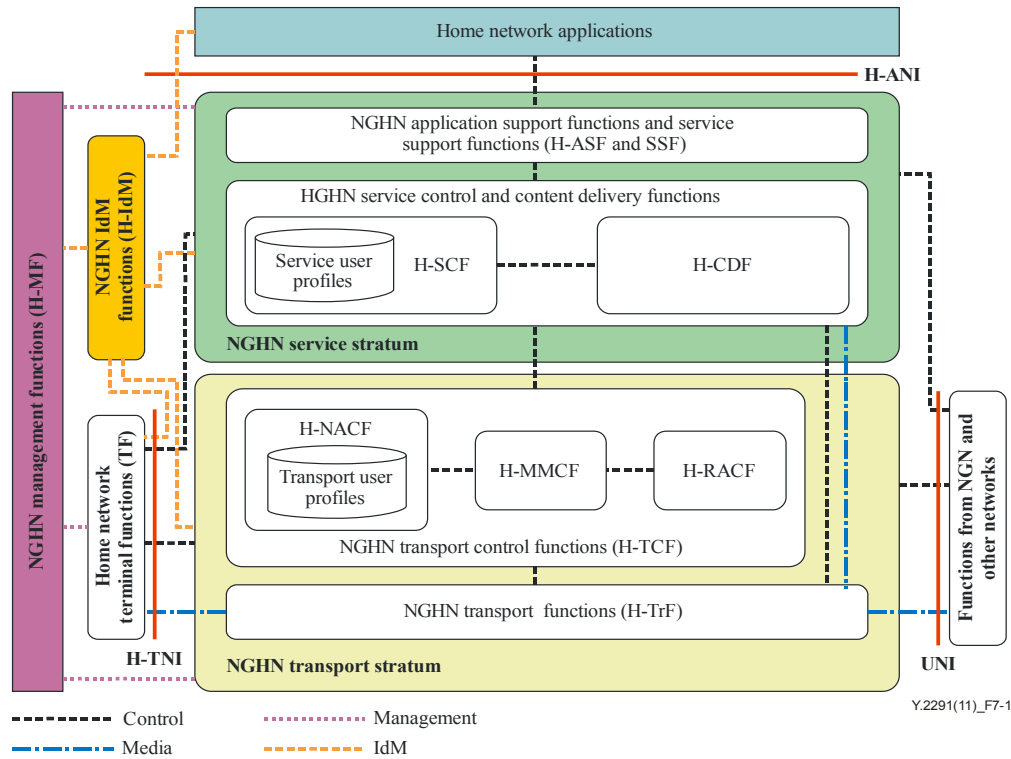 Home network applications
H-ANI
NGHN application support functions and service
support functions (H-ASF and SSF)
HGHN service control and content delivery functions
Service user
profiles
H-SCF
H-CDF
NGHN service stratum
NGHN management functions (H-MF)
NGHN IdM
functions (H-IdM)
Home network
terminal functions (TF)
H-NACF
Transport user
profiles
H-MMCF
H-RACF
NGHN transport control functions (H-TCF)
NGHN transport functions (H-TrF)
NGHN transport stratum
H-TNI
Functions from NGN and
other networks
UNI
Y.2291(11)_F7-1
Control
Management
Media
IdM